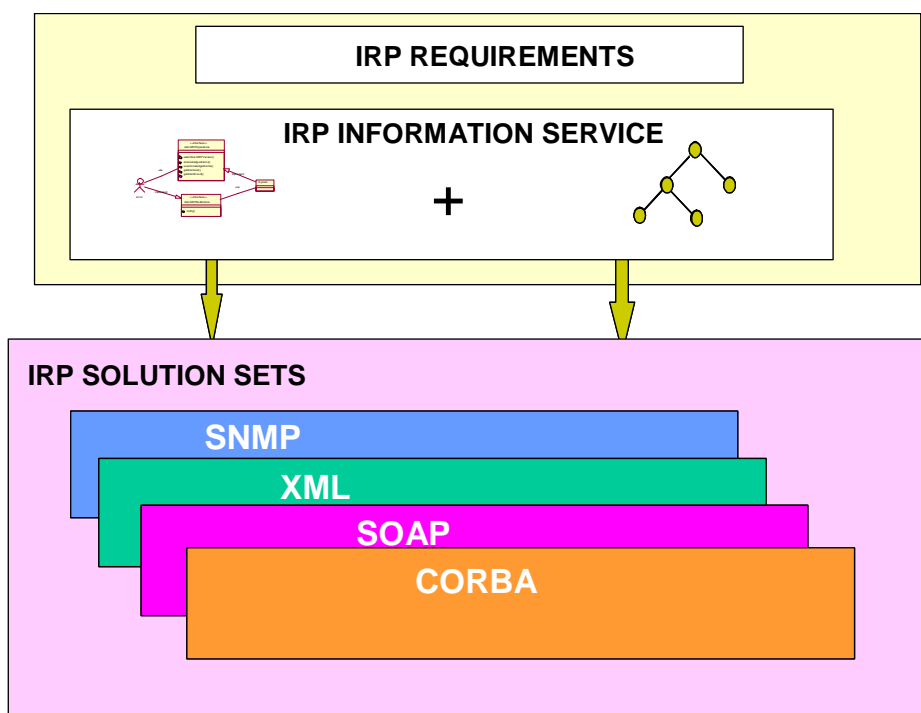 IRP REQUIREMENTS
IRP INFORMATION SERVICE
+
IRP SOLUTION SETS
SNMP
XML
SOAP
CORBA